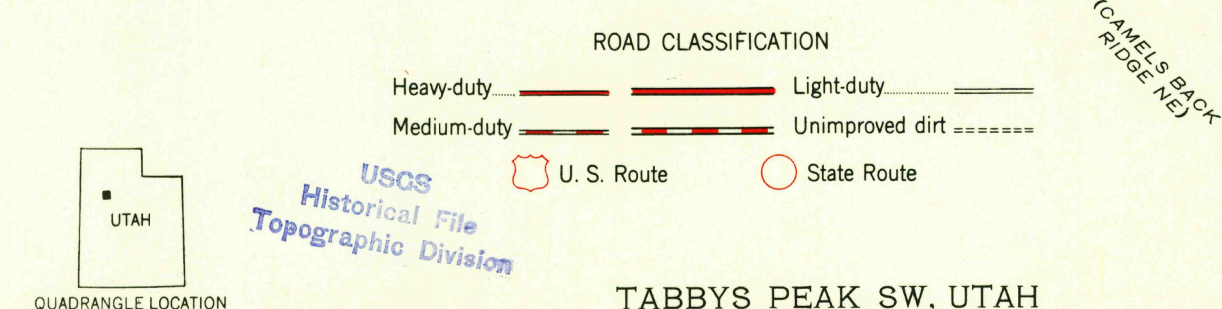 (CAMELS BACK
RIDGE NE)
ROAD CLASSIFICATION
Heavy-duty
Light-duty
Medium-duty
Unimproved dirt
U. S. Route
State Route
UTAH
QUADRANGLE LOCATION
USGS
Historical File
Topographic Division
TABBYS PEAK SW, UTAH